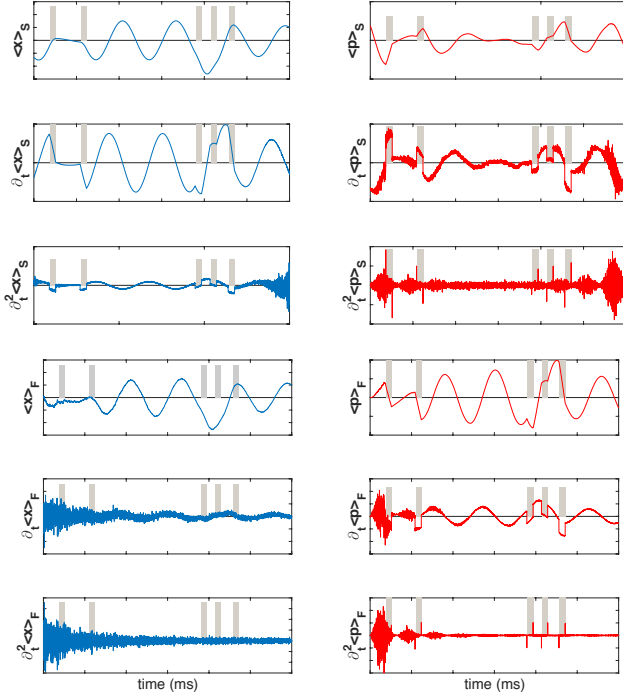 <x>S
<p>S
∂t<x>S
∂t<p>S
∂t²<x>S
∂t²<p>S
<x>F
<p>F
∂t<x>F
∂t<p>F
∂t²<x>F
∂t²<p>F
time (ms)
time (ms)